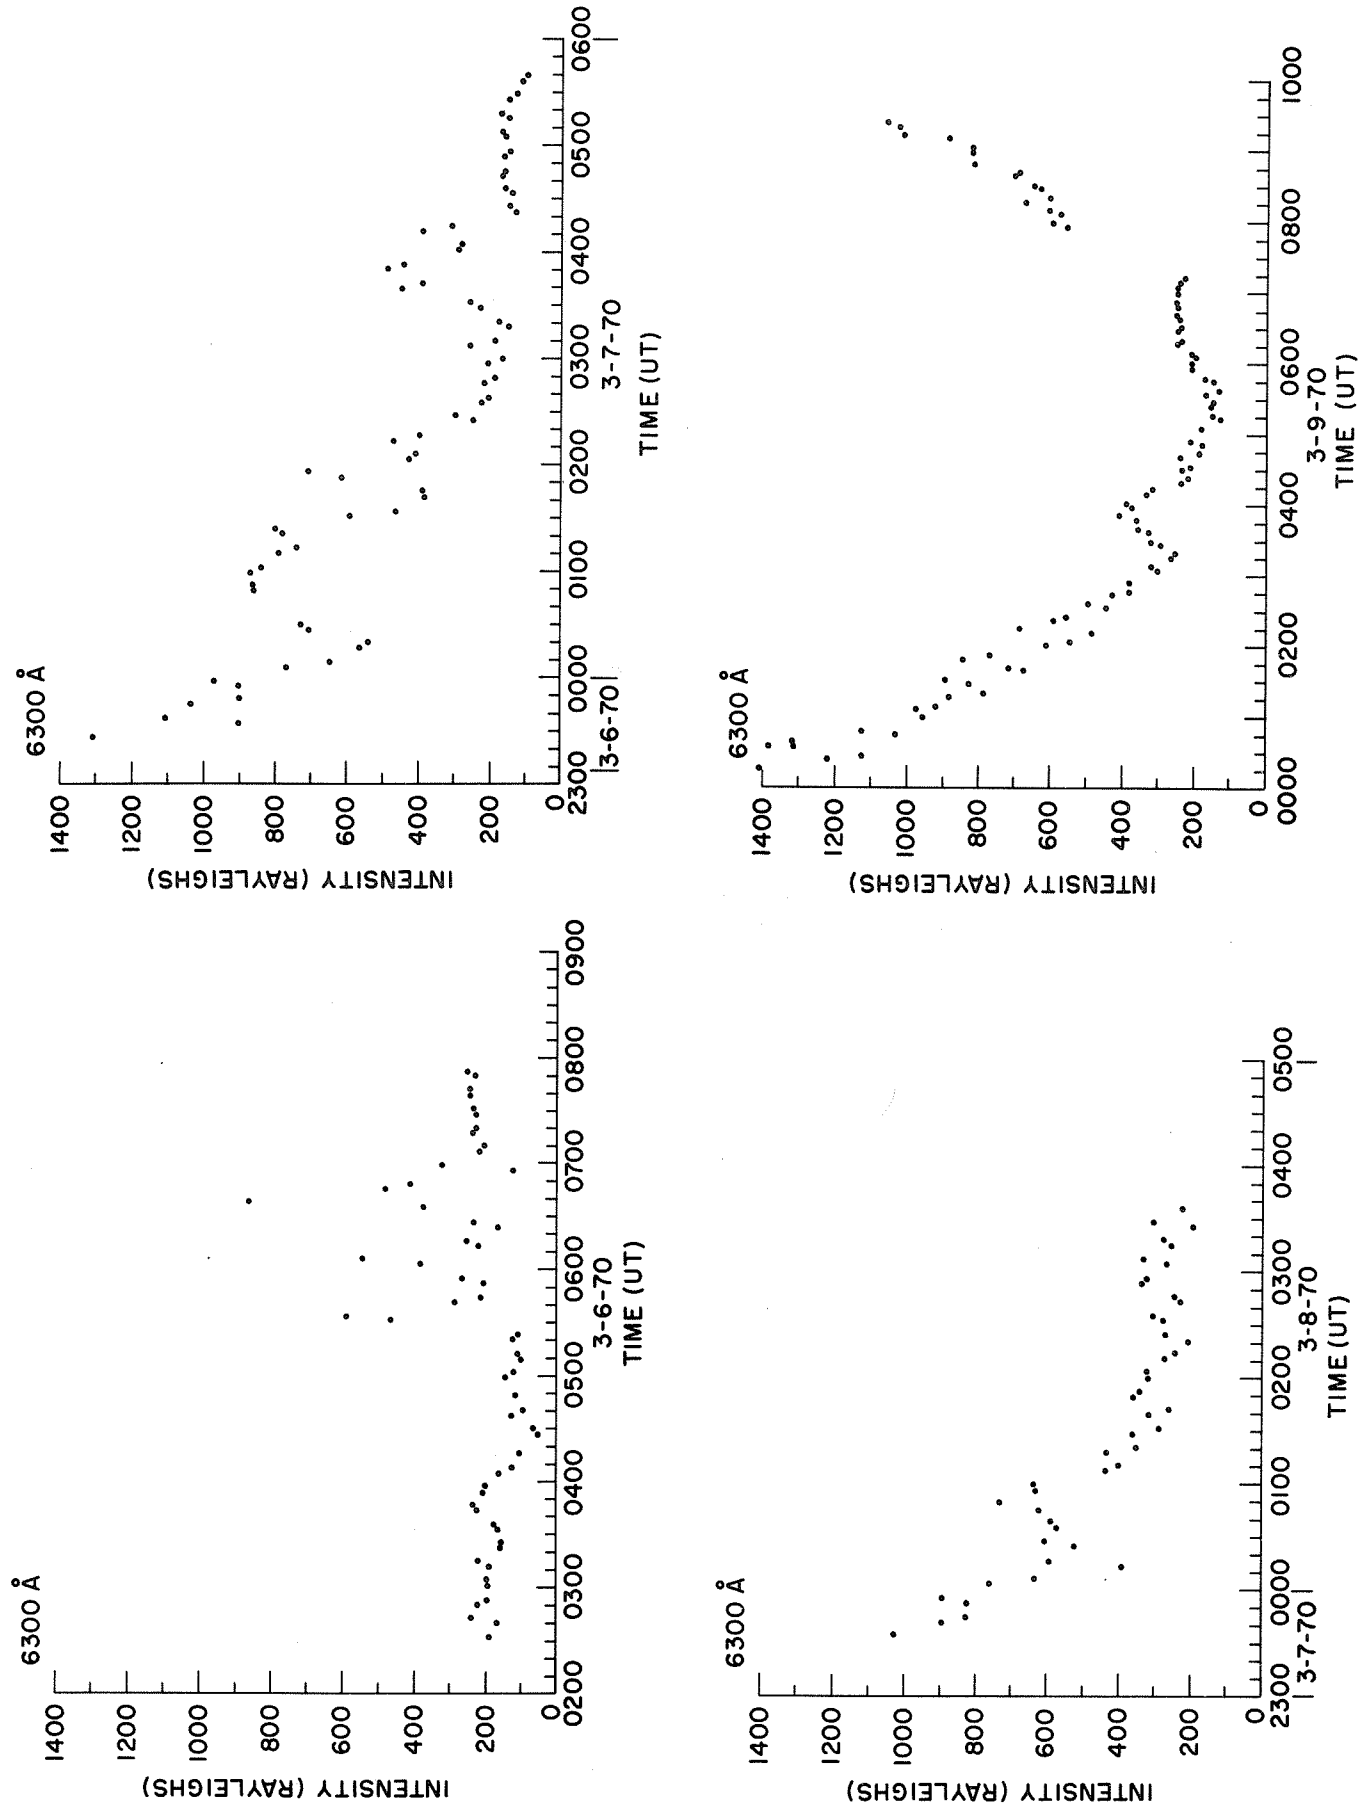 6300 Å
INTENSITY (RAYLEIGHS)
1400
1200
1000
800
600
400
200
0
0200 0300 0400 0500 0600 0700 0800 0900
3-6-70
TIME (UT)
6300 Å
INTENSITY (RAYLEIGHS)
1400
1200
1000
800
600
400
200
0
2300 0000 0100 0200 0300 0400 0500 0600
3-6-70 3-7-70
TIME (UT)
6300 Å
INTENSITY (RAYLEIGHS)
1400
1200
1000
800
600
400
200
0
2300 0000 0100 0200 0300 0400 0500
3-7-70 3-8-70
TIME (UT)
6300 Å
INTENSITY (RAYLEIGHS)
1400
1200
1000
800
600
400
200
0
0000 0200 0400 0600 0800 1000
3-9-70
TIME (UT)